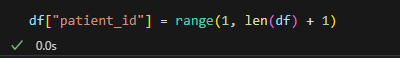 df["patient_id"] = range(1, len(df) + 1)
0.0s